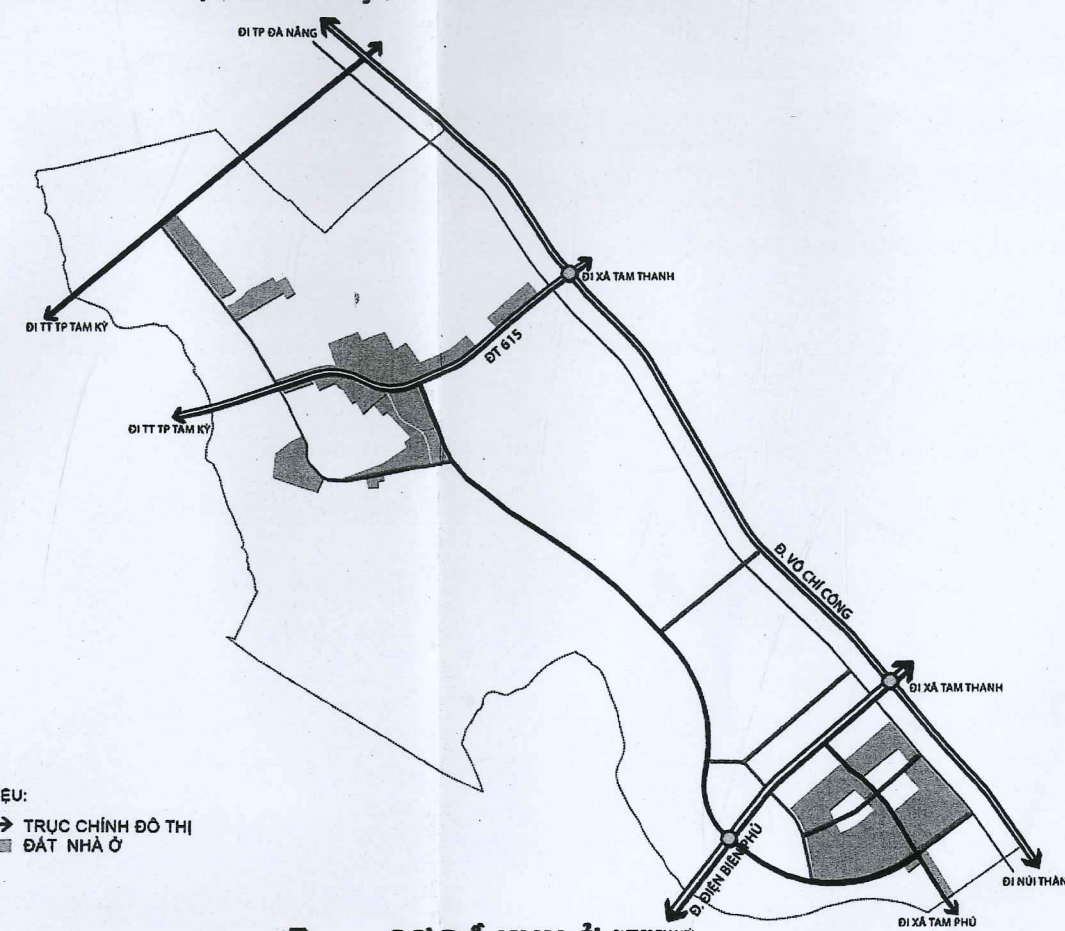 ĐI TP ĐÀ NẴNG
ĐI XÃ TAM THANH
ĐI TT TP TAM KỲ
ĐT 615
ĐI TT TP TAM KỲ
Đ. VÕ CHÍ CÔNG
ĐI XÃ TAM THANH
ỆU:
TRỤC CHÍNH ĐÔ THỊ
ĐẤT NHÀ Ở
Đ. ĐIỆN BIÊN PHỦ
ĐI NÚI THÀN
ĐI XÃ TAM PHÚ